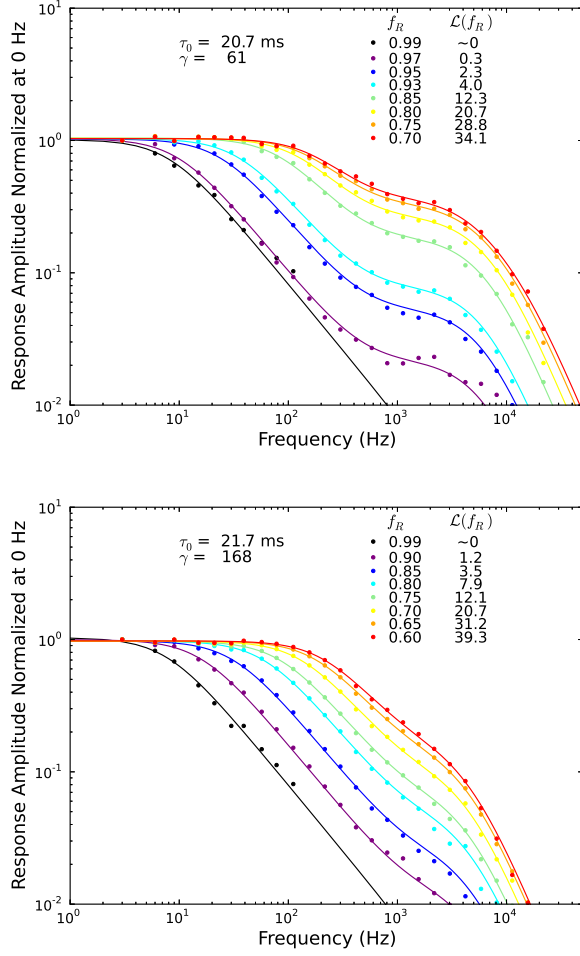 10^1
f_R ℒ(f_R)
τ_0 = 20.7 ms
γ = 61
0.99 ~0
0.97 0.3
0.95 2.3
0.93 4.0
0.85 12.3
0.80 20.7
0.75 28.8
0.70 34.1
10^0
Response Amplitude Normalized at 0 Hz
10^-1
10^-2
10^0 10^1 10^2 10^3 10^4
Frequency (Hz)
10^1
f_R ℒ(f_R)
τ_0 = 21.7 ms
γ = 168
0.99 ~0
0.90 1.2
0.85 3.5
0.80 7.9
0.75 12.1
0.70 20.7
0.65 31.2
0.60 39.3
10^0
Response Amplitude Normalized at 0 Hz
10^-1
10^-2
10^0 10^1 10^2 10^3 10^4
Frequency (Hz)